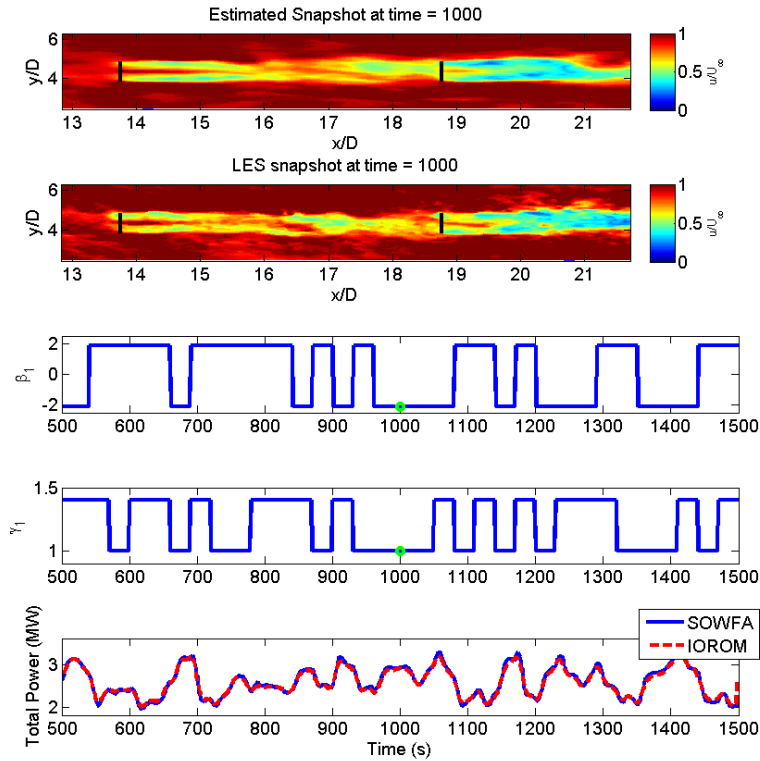 Estimated Snapshot at time = 1000
6
4
y/D
13 14 15 16 17 18 19 20 21
x/D
1
0.5
0
u/U∞
LES snapshot at time = 1000
6
4
y/D
13 14 15 16 17 18 19 20 21
x/D
1
0.5
0
u/U∞
2
0
-2
β1
500 600 700 800 900 1000 1100 1200 1300 1400 1500
1.5
1
γ1
500 600 700 800 900 1000 1100 1200 1300 1400 1500
SOWFA
IOROM
3
2
Total Power (MW)
500 600 700 800 900 1000 1100 1200 1300 1400 1500
Time (s)